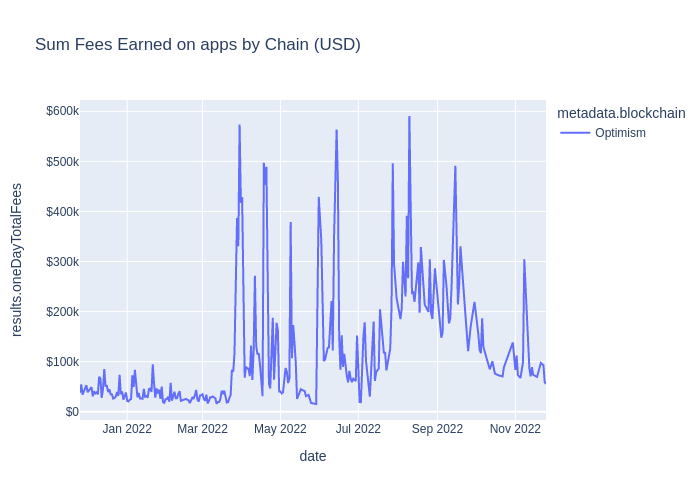 Sum Fees Earned on apps by Chain (USD)
metadata.blockchain
Optimism
$600k
$500k
$400k
$300k
$200k
$100k
$0
results.oneDayTotalFees
Jan 2022
Mar 2022
May 2022
Jul 2022
Sep 2022
Nov 2022
date